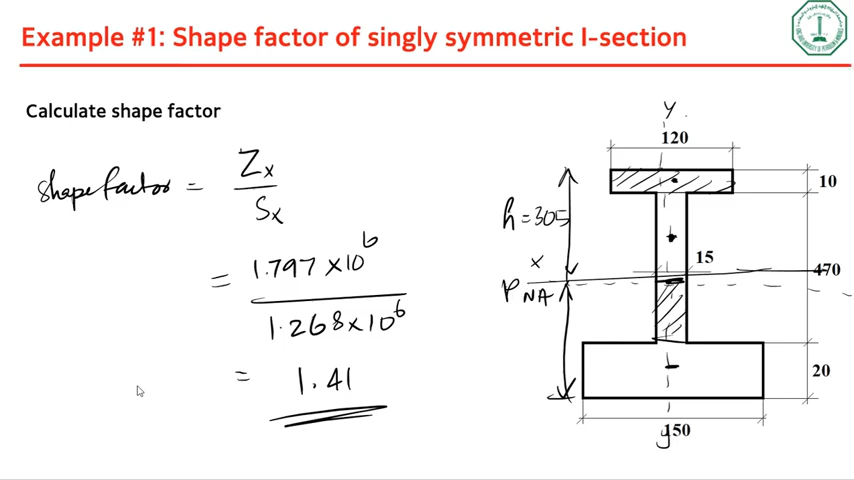 Example #1: Shape factor of singly symmetric I-section
Calculate shape factor
shape factor = Zx / Sx
= 1.797 × 10^6 / 1.268 × 10^6
= 1.41
y
120
10
h = 305
15
x
470
PNA
20
150
y